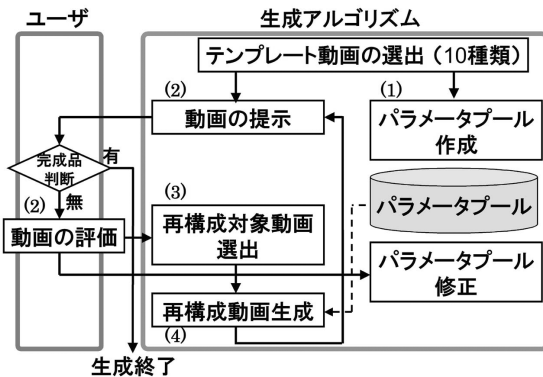 ユーザ
生成アルゴリズム
テンプレート動画の選出（10種類）
(2)
動画の提示
(1)
パラメータプール
作成
完成品
判断
有
無
(2)
動画の評価
(3)
再構成対象動画
選出
パラメータプール
パラメータプール
修正
再構成動画生成
(4)
生成終了